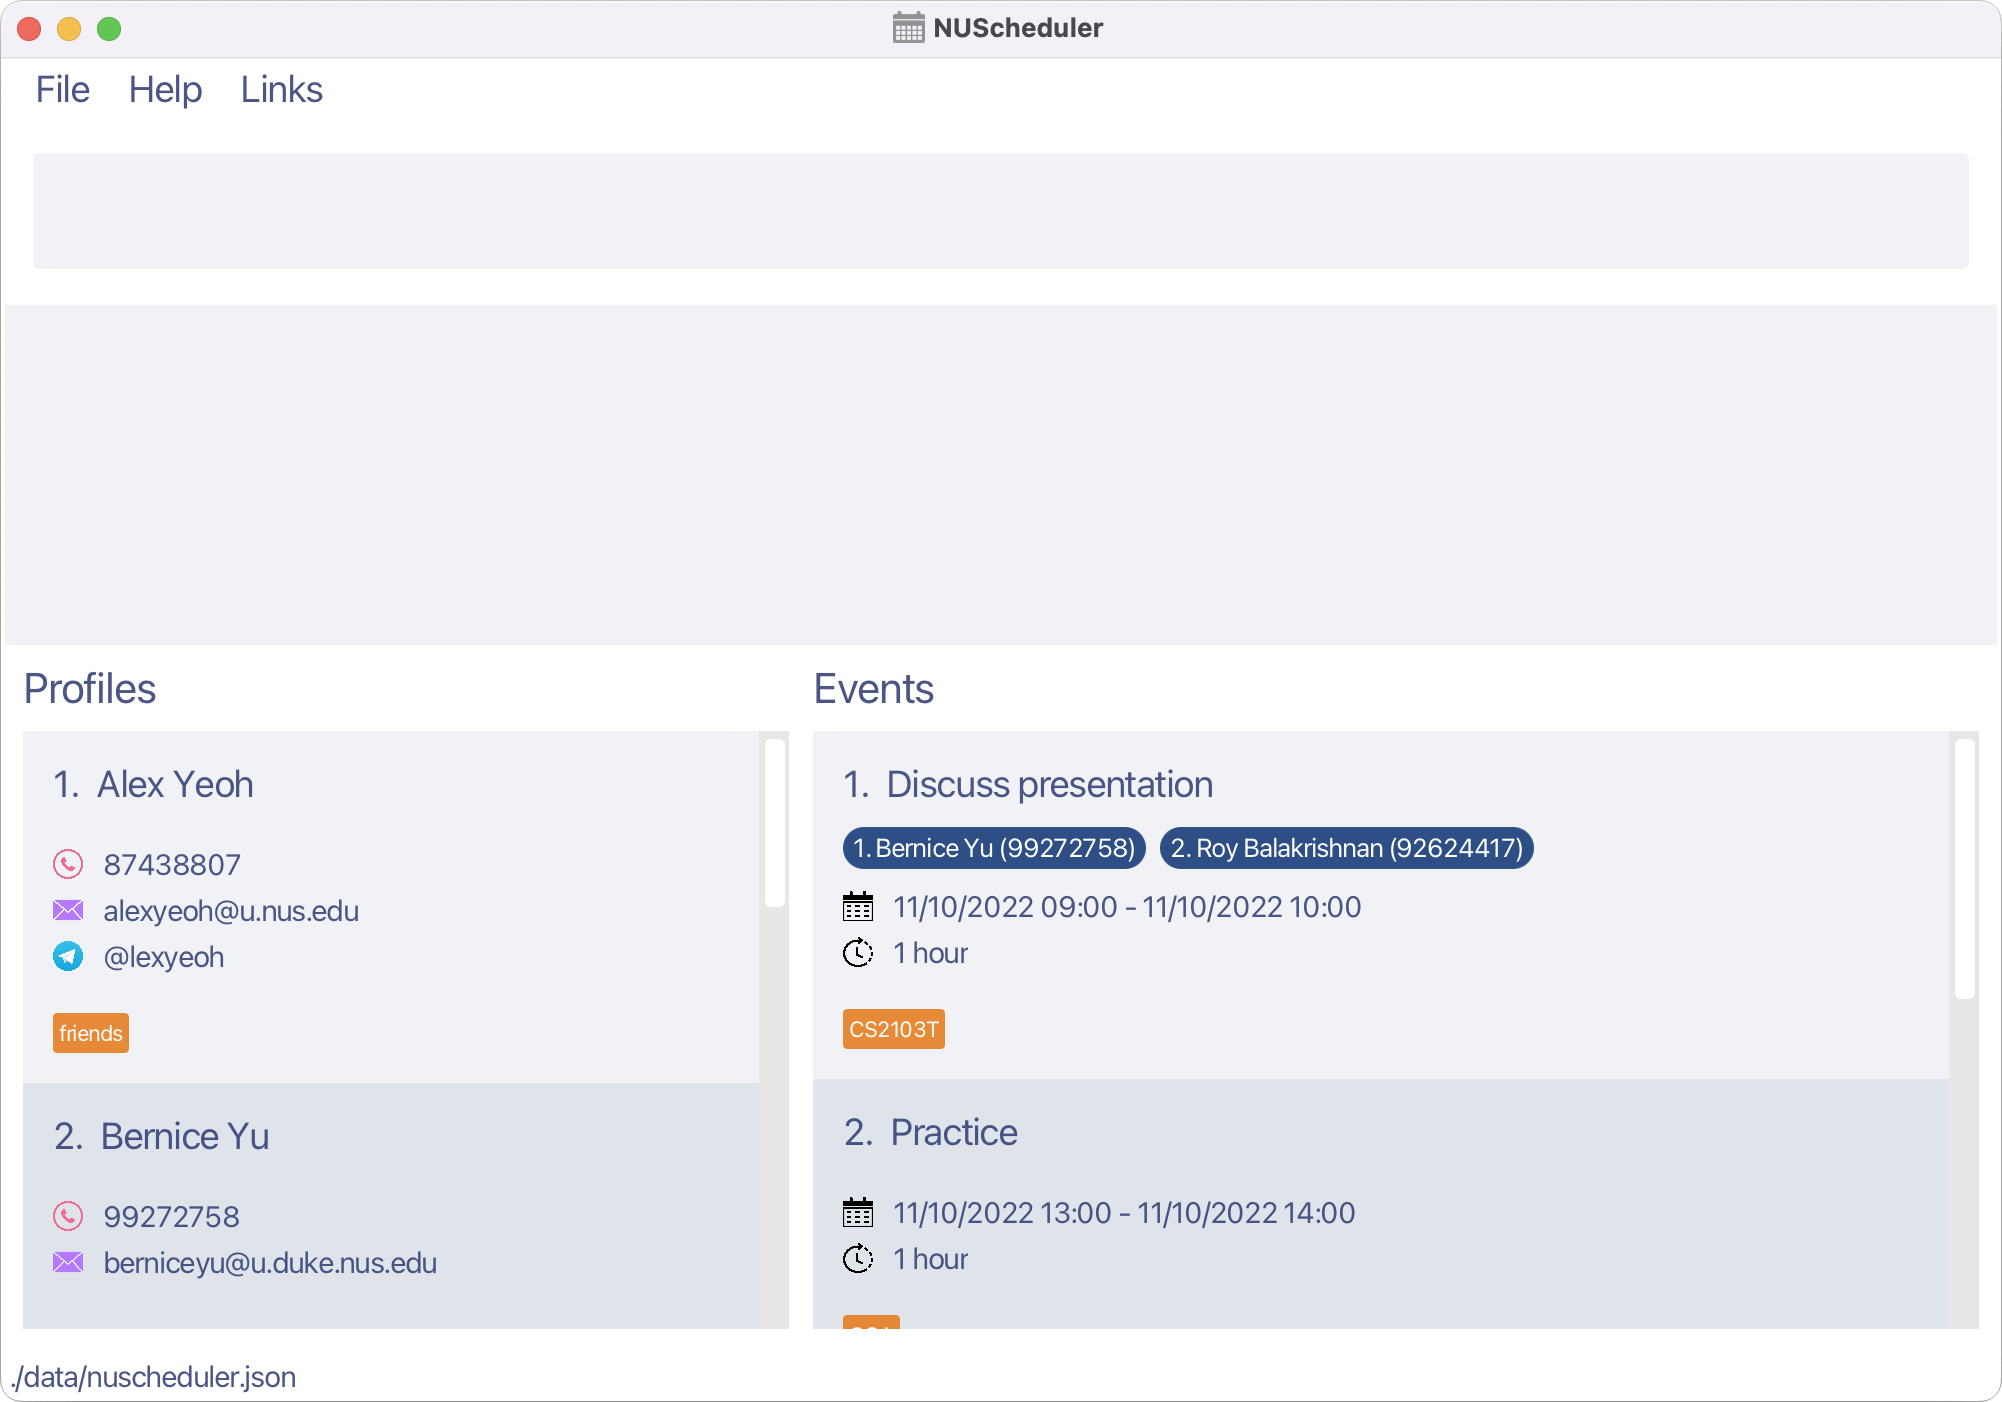 NUScheduler
File Help Links
Profiles
1. Alex Yeoh
87438807
alexyeoh@u.nus.edu
@lexyeoh
friends
2. Bernice Yu
99272758
berniceyu@u.duke.nus.edu
Events
1. Discuss presentation
1. Bernice Yu (99272758) 2. Roy Balakrishnan (92624417)
11/10/2022 09:00 - 11/10/2022 10:00
1 hour
CS2103T
2. Practice
11/10/2022 13:00 - 11/10/2022 14:00
1 hour
./data/nuscheduler.json